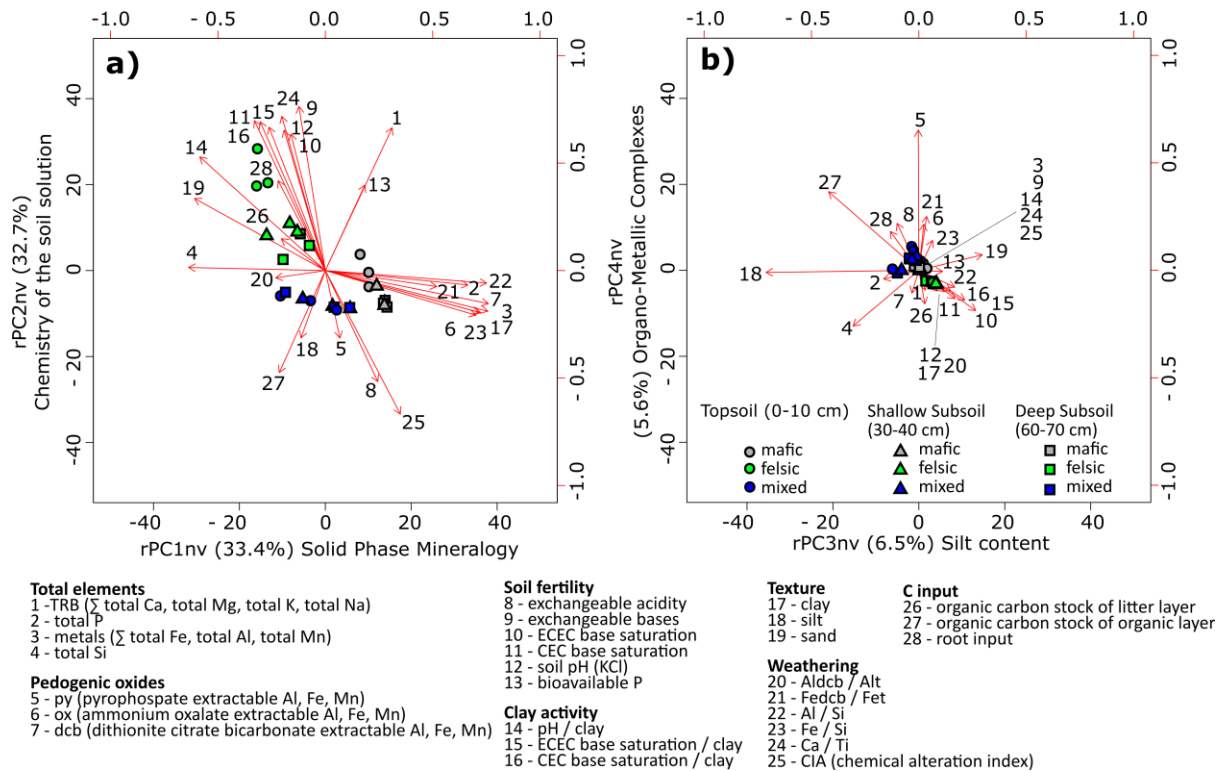 -1.0 - 0.5 0.0 0.5 1.0
a)
rPC2nv (32.7%)
Chemistry of the soil solution
40
20
0
- 20
-40
1.0
0.5
0.0
- 0.5
-1.0
24
9
11 15
1
16
12
10
14
28
13
19
26
4
20
21
2
22
7
3
6 23 17
18
5
27
8
25
-40 - 20 0 20 40
rPC1nv (33.4%) Solid Phase Mineralogy
-1.0 - 0.5 0.0 0.5 1.0
b)
rPC4nv
(5.6%) Organo-Metallic Complexes
40
20
0
- 20
-40
1.0
0.5
0.0
- 0.5
-1.0
5
27
3
9
14
24
25
21
28 8 6
23
19
18
13
2
22
7 1
16
15
26
11
10
4
12
17 20
Topsoil (0-10 cm)
mafic
felsic
mixed
Shallow Subsoil
(30-40 cm)
mafic
felsic
mixed
Deep Subsoil
(60-70 cm)
mafic
felsic
mixed
-40 - 20 0 20 40
rPC3nv (6.5%) Silt content
Total elements
1 -TRB (∑ total Ca, total Mg, total K, total Na)
2 - total P
3 - metals (∑ total Fe, total Al, total Mn)
4 - total Si
Pedogenic oxides
5 - py (pyrophospate extractable Al, Fe, Mn)
6 - ox (ammonium oxalate extractable Al, Fe, Mn)
7 - dcb (dithionite citrate bicarbonate extractable Al, Fe, Mn)
Soil fertility
8 - exchangeable acidity
9 - exchangeable bases
10 - ECEC base saturation
11 - CEC base saturation
12 - soil pH (KCl)
13 - bioavailable P
Clay activity
14 - pH / clay
15 - ECEC base saturation / clay
16 - CEC base saturation / clay
Texture
17 - clay
18 - silt
19 - sand
Weathering
20 - Aldcb / Alt
21 - Fedcb / Fet
22 - Al / Si
23 - Fe / Si
24 - Ca / Ti
25 - CIA (chemical alteration index)
C input
26 - organic carbon stock of litter layer
27 - organic carbon stock of organic layer
28 - root input